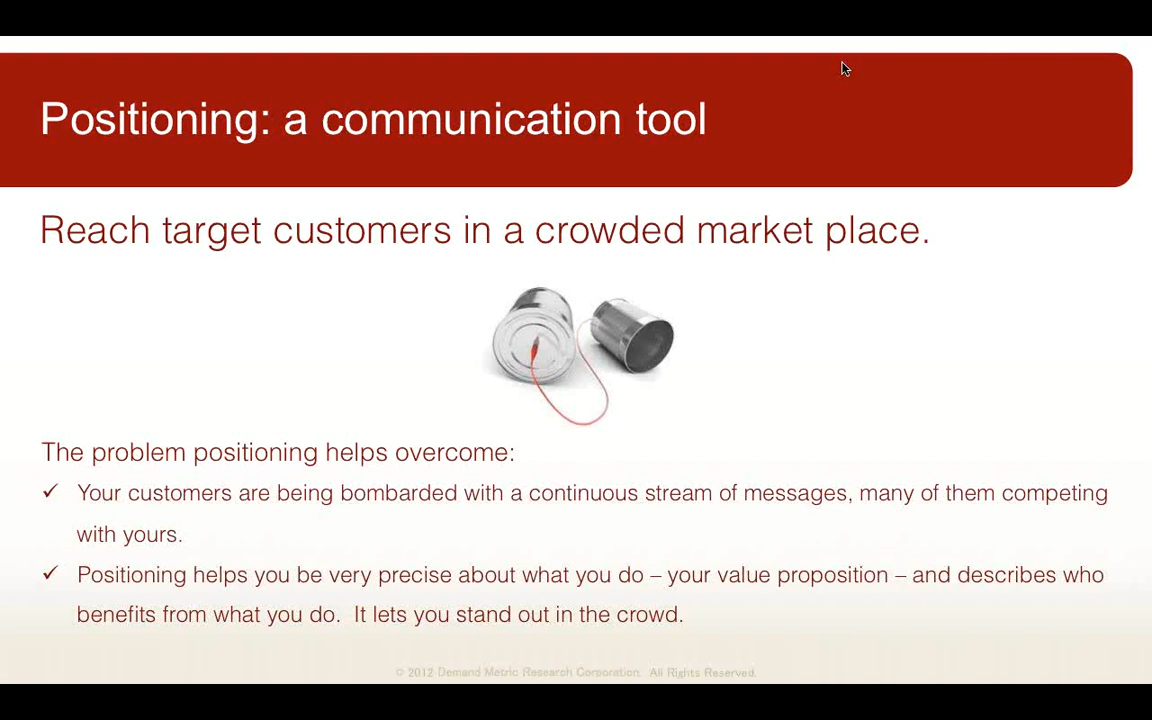 Positioning: a communication tool
Reach target customers in a crowded market place.
The problem positioning helps overcome:
✓ Your customers are being bombarded with a continuous stream of messages, many of them competing
with yours.
✓ Positioning helps you be very precise about what you do – your value proposition – and describes who
benefits from what you do.  It lets you stand out in the crowd.
© 2012 Demand Metric Research Corporation.  All Rights Reserved.